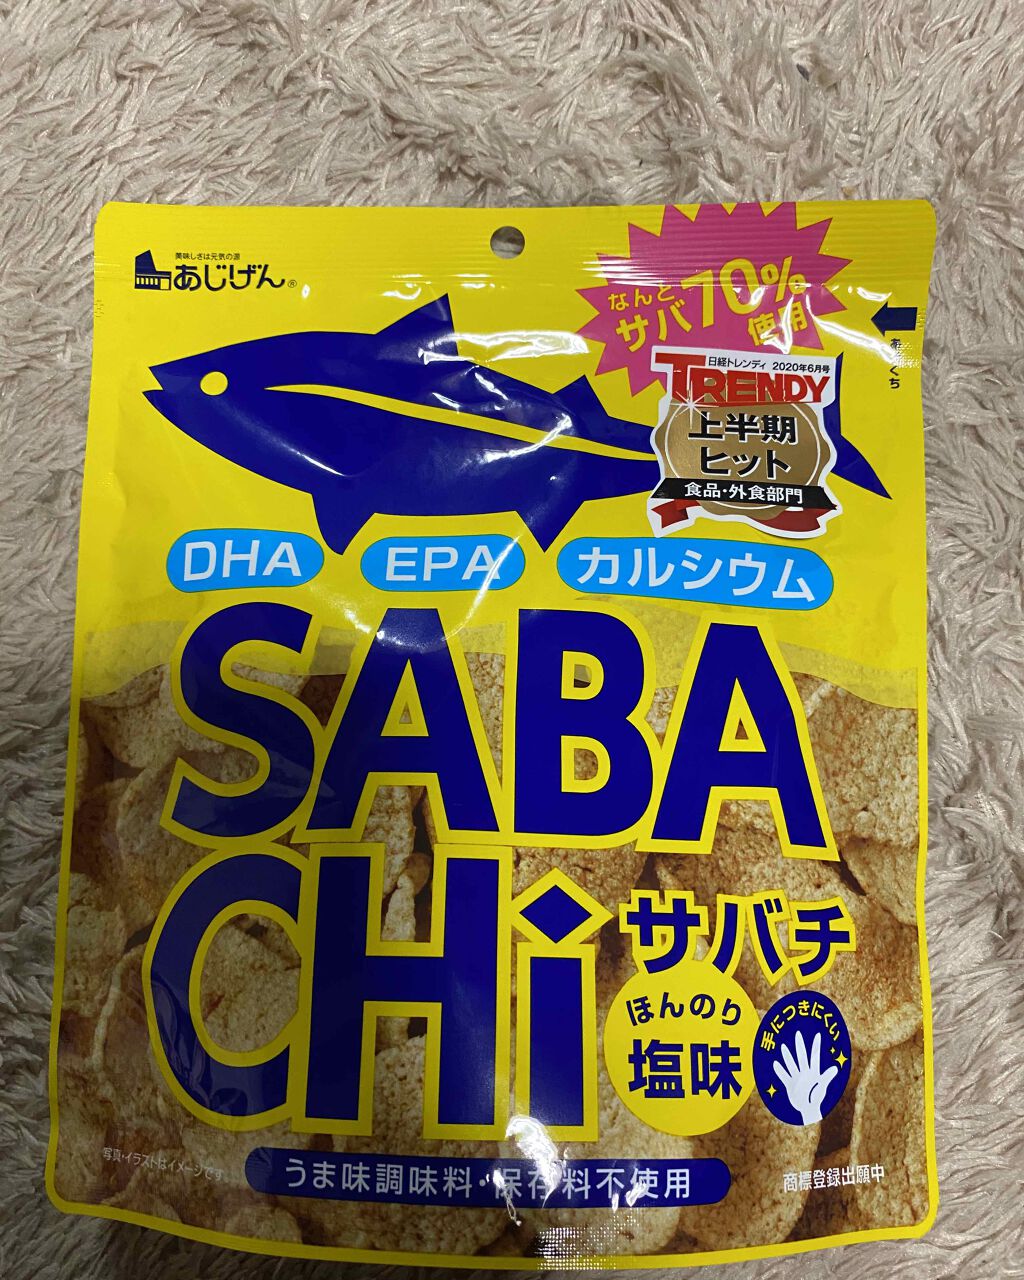 美味しさは元気の源
あじげん®
なんと
サバ70%
使用
日経トレンディ 2020年6月号
TRENDY
上半期
ヒット
食品・外食部門
DHA EPA カルシウム
SABA
CHi
サバチ
ほんのり
塩味
手につきにくい
写真・イラストはイメージです
うま味調味料・保存料不使用
商標登録出願中